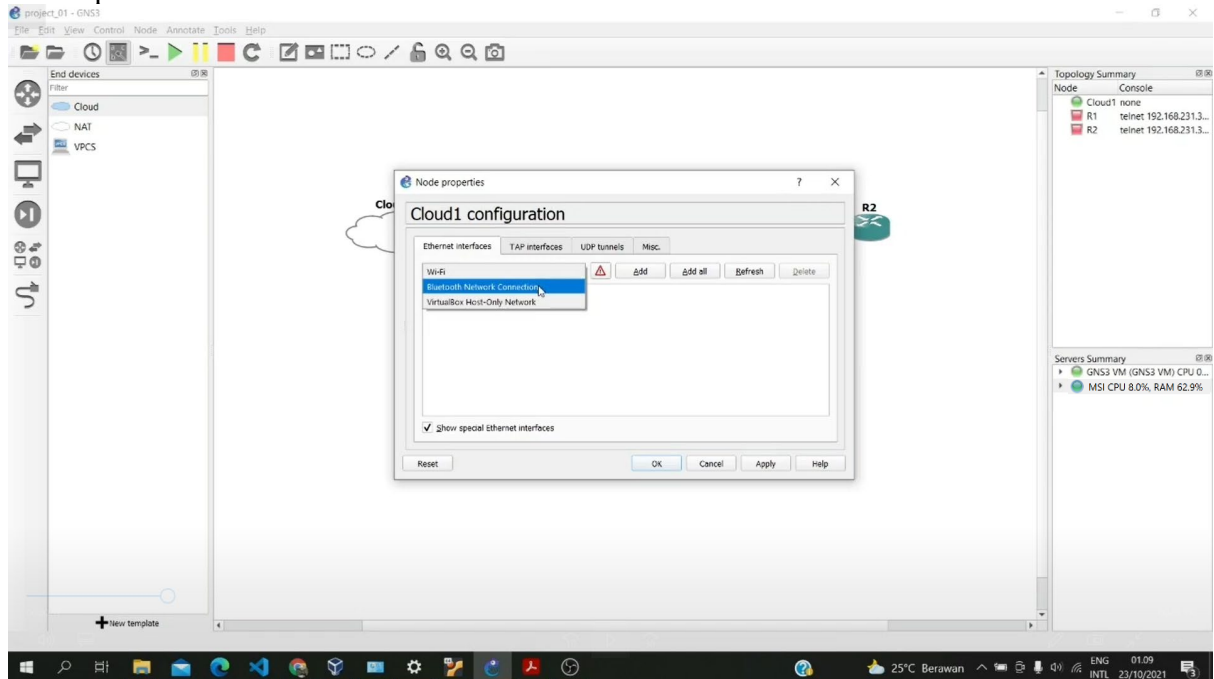 project_01 - GNS3
File Edit View Control Node Annotate Tools Help
End devices
Filter
Cloud
NAT
VPCS
New template
Clo
R2
Node properties
?
Cloud1 configuration
Ethernet interfaces TAP interfaces UDP tunnels Misc.
Wi-Fi
Bluetooth Network Connection
VirtualBox Host-Only Network
Add Add all Refresh Delete
Show special Ethernet interfaces
Reset OK Cancel Apply Help
Topology Summary
Node Console
Cloud1 none
R1 telnet 192.168.231.3...
R2 telnet 192.168.231.3...
Servers Summary
GNS3 VM (GNS3 VM) CPU 0...
MSI CPU 8.0%, RAM 62.9%
25°C Berawan
ENG
INTL
01.09
23/10/2021